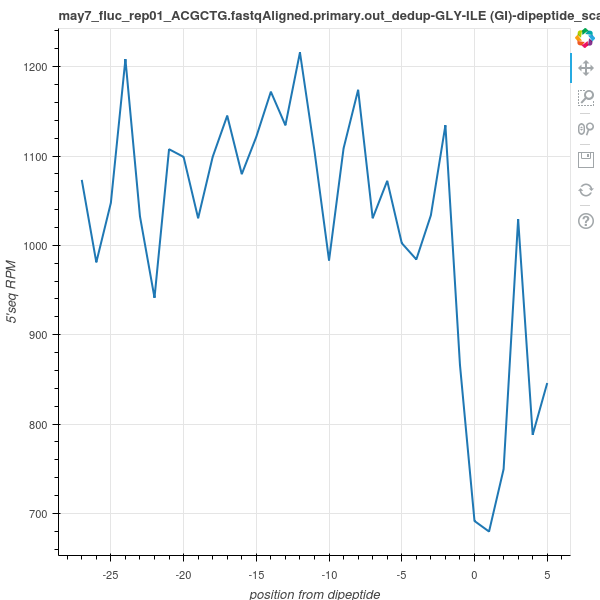 may7_fluc_rep01_ACGCTG.fastqAligned.primary.out_dedup-GLY-ILE (GI)-dipeptide_sca
1200
1100
1000
900
800
700
5'seq RPM
-25 -20 -15 -10 -5 0 5
position from dipeptide